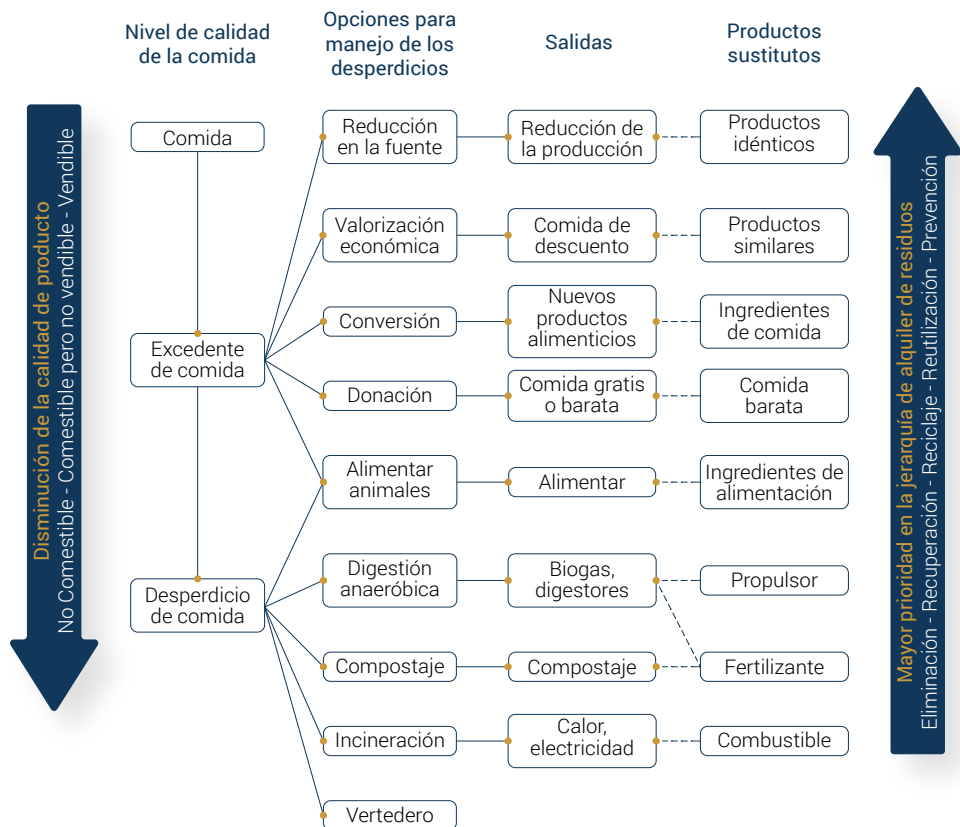 Nivel de calidad
de la comida
Opciones para
manejo de los
desperdicios
Salidas
Productos
sustitutos
Disminución de la calidad de producto
No Comestible - Comestible pero no vendible - Vendible
Comida
Excedente
de comida
Desperdicio
de comida
Reducción
en la fuente
Reducción de
la producción
Productos
idénticos
Valorización
económica
Comida de
descuento
Productos
similares
Conversión
Nuevos
productos
alimenticios
Ingredientes
de comida
Donación
Comida gratis
o barata
Comida
barata
Alimentar
animales
Alimentar
Ingredientes de
alimentación
Digestión
anaeróbica
Biogas,
digestores
Propulsor
Compostaje
Compostaje
Fertilizante
Incineración
Calor,
electricidad
Combustible
Vertedero
Mayor prioridad en la jerarquía de alquiler de residuos
Eliminación - Recuperación - Reciclaje - Reutilización - Prevención